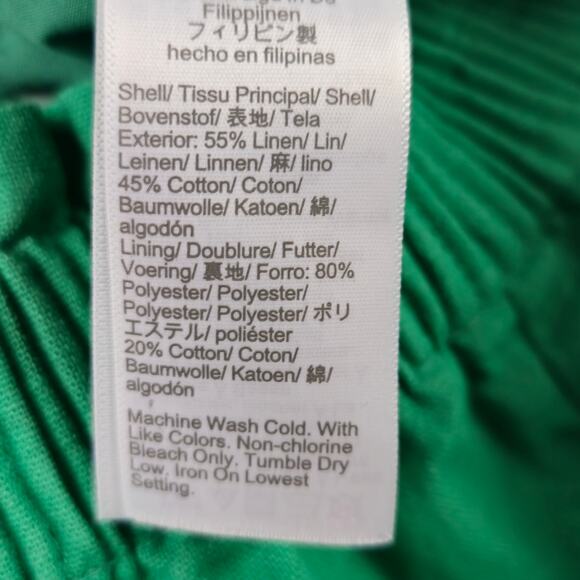 Filippijnen
フィリピン製
hecho en filipinas
Shell/ Tissu Principal/ Shell/
Bovenstof/ 表地/ Tela
Exterior: 55% Linen/ Lin/
Leinen/ Linnen/ 麻/ lino
45% Cotton/ Coton/
Baumwolle/ Katoen/ 綿/
algodón
Lining/ Doublure/ Futter/
Voering/ 裏地/ Forro: 80%
Polyester/ Polyester/
Polyester/ Polyester/ ポリ
エステル/ poliéster
20% Cotton/ Coton/
Baumwolle/ Katoen/ 綿/
algodón
Machine Wash Cold. With
Like Colors. Non-chlorine
Bleach Only. Tumble Dry
Low. Iron On Lowest
Setting.